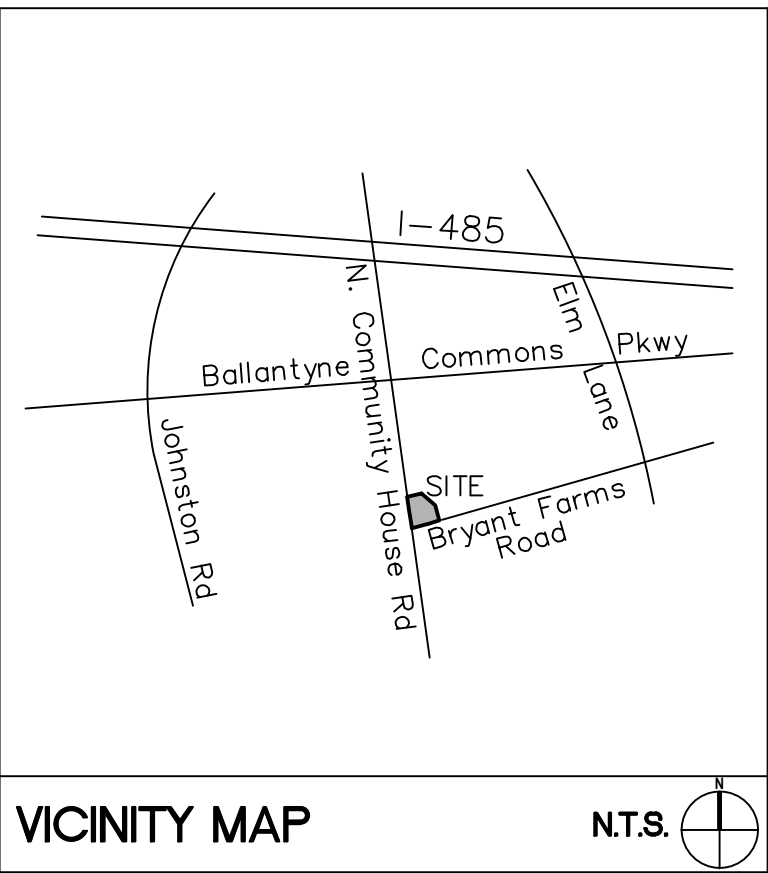 I-485
N. Community House Rd
Elm Lane
Ballantyne Commons Pkwy
Johnston Rd
SITE
Bryant Farms
Road
VICINITY MAP
N.T.S.
N